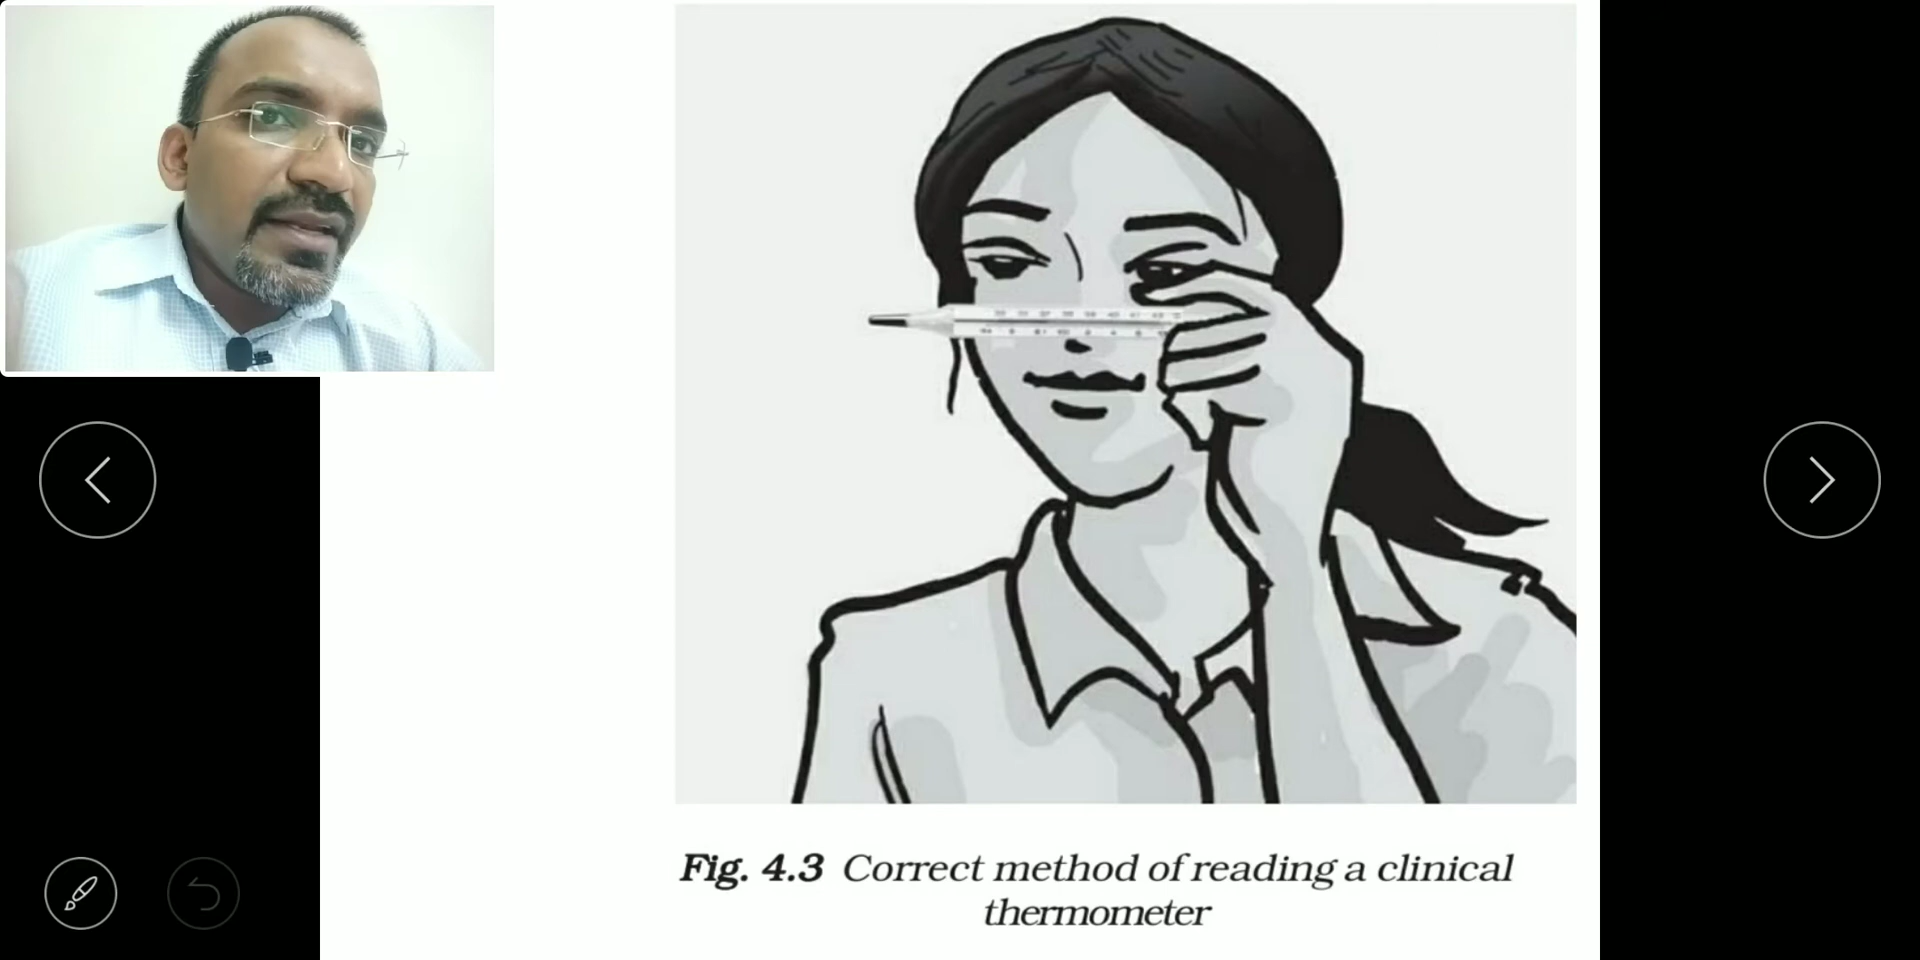 Fig. 4.3 Correct method of reading a clinical
thermometer